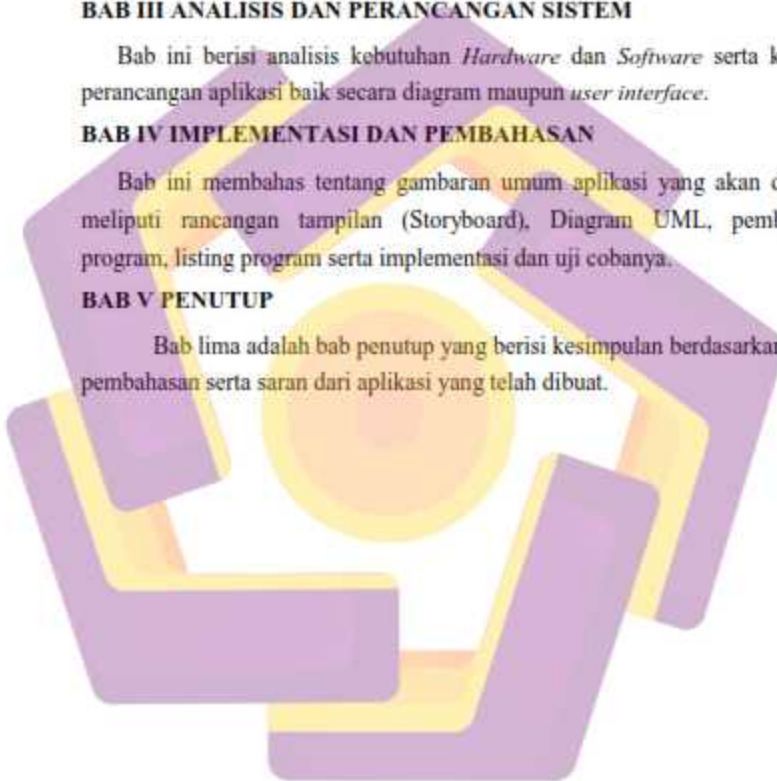 BAB III ANALISIS DAN PERANCANGAN SISTEM
Bab ini berisi analisis kebutuhan Hardware dan Software serta
perancangan aplikasi baik secara diagram maupun user interface.
BAB IV IMPLEMENTASI DAN PEMBAHASAN
Bab ini membahas tentang gambaran umum aplikasi yang akan
meliputi rancangan tampilan (Storyboard), Diagram UML,
program, listing program serta implementasi dan uji cobanya.
BAB V PENUTUP
Bab lima adalah bab penutup yang berisi kesimpulan berdasarkan
pembahasan serta saran dari aplikasi yang telah dibuat.